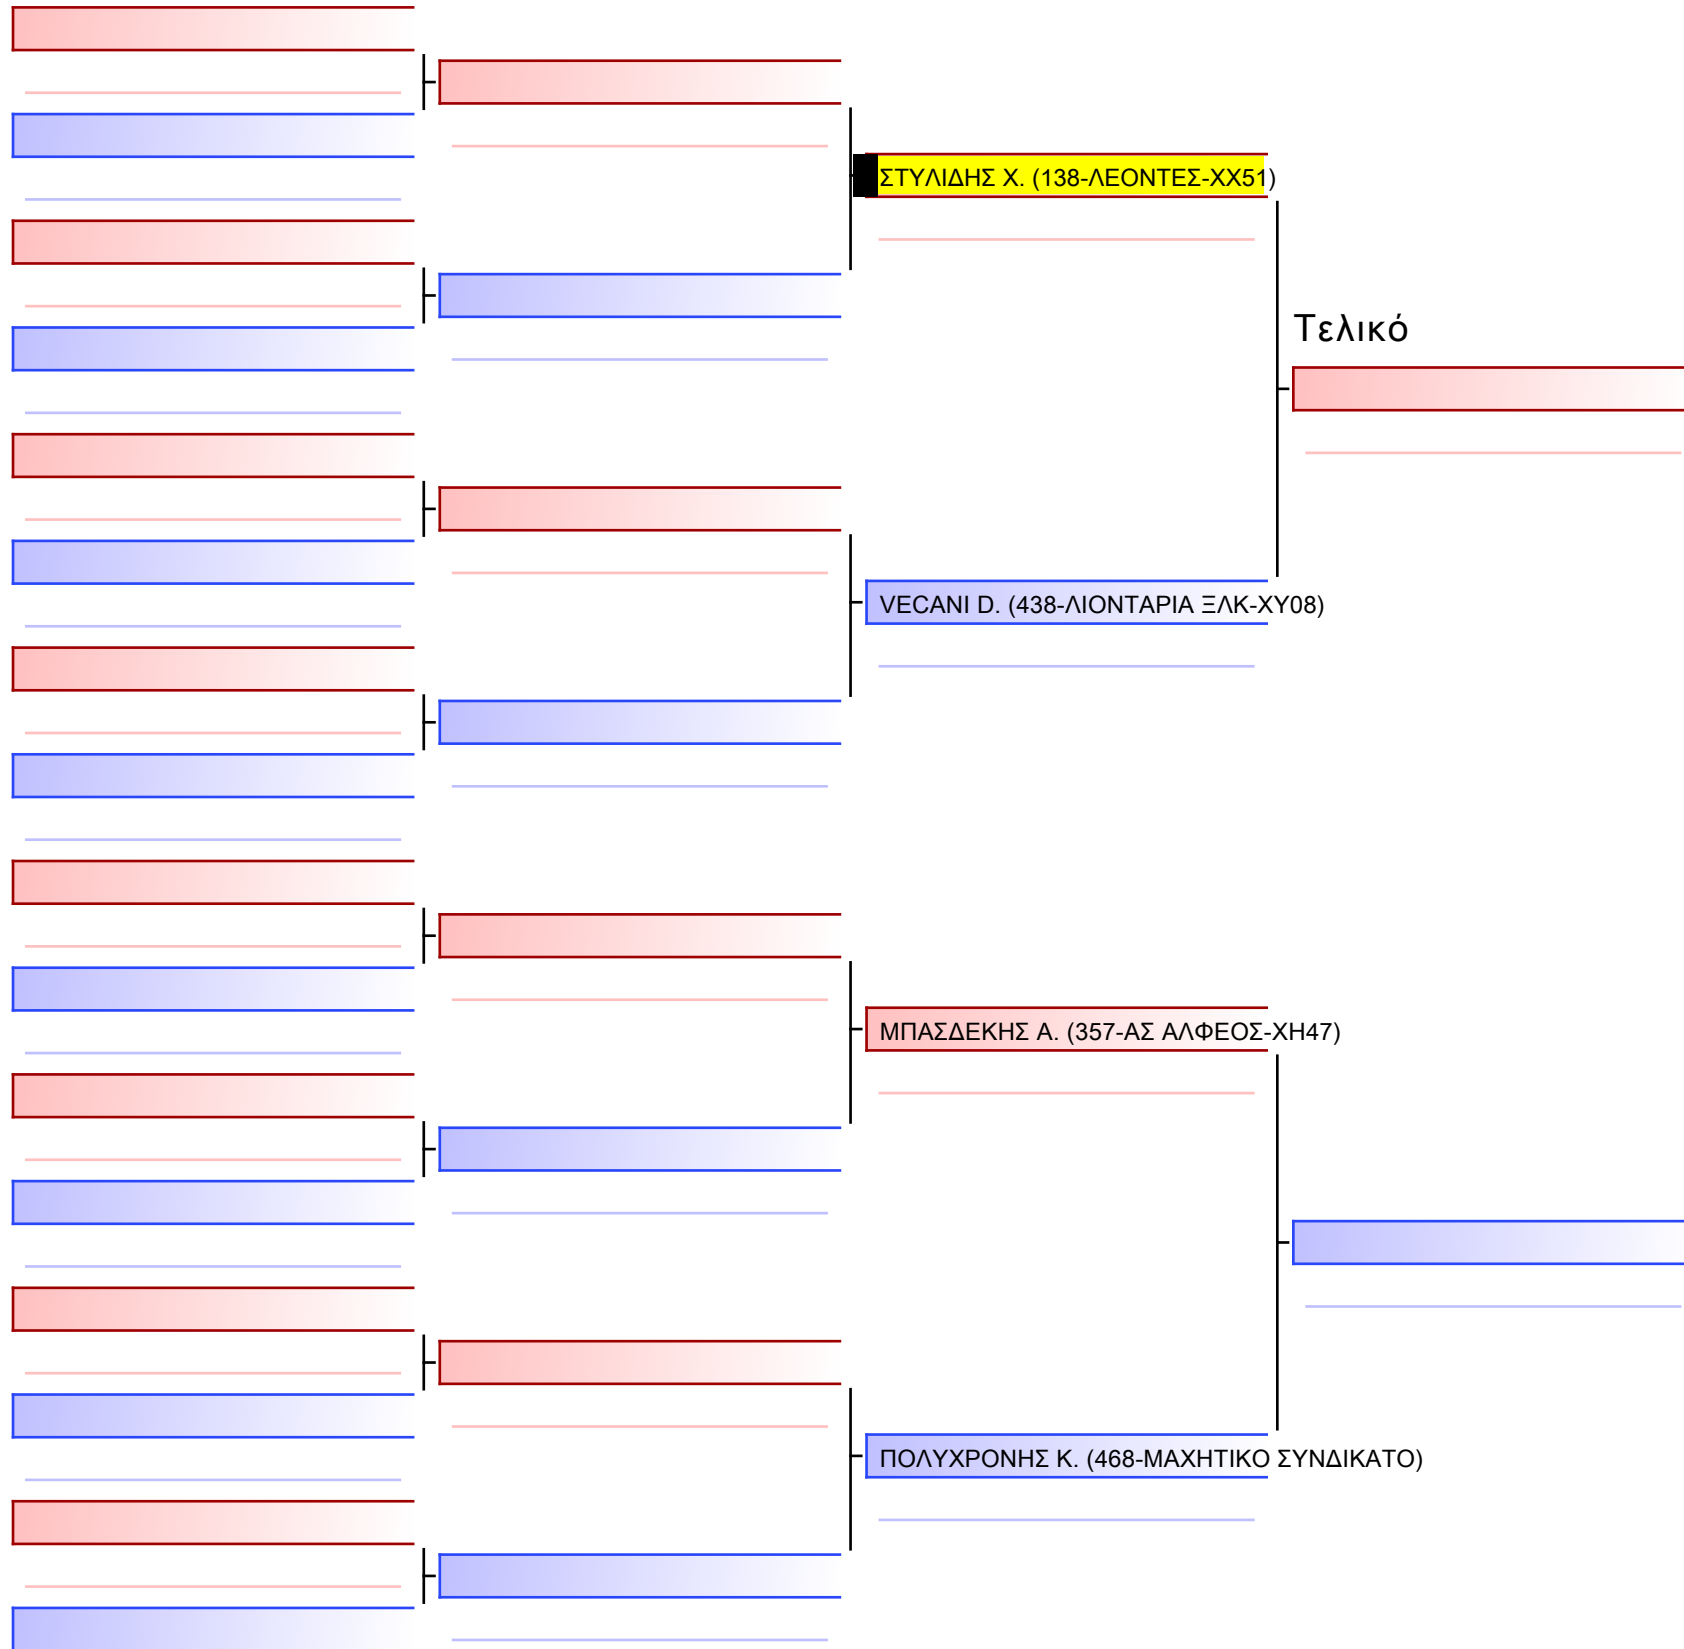 ΣΤΥΛΙΔΗΣ Χ. (138-ΛΕΟΝΤΕΣ-ΧΧ51)
Τελικό
VECANI D. (438-ΛΙΟΝΤΑΡΙΑ ΞΛΚ-ΧΥ08)
ΜΠΑΣΔΕΚΗΣ Α. (357-ΑΣ ΑΛΦΕΟΣ-ΧΗ47)
ΠΟΛΥΧΡΟΝΗΣ Κ. (468-ΜΑΧΗΤΙΚΟ ΣΥΝΔΙΚΑΤΟ)